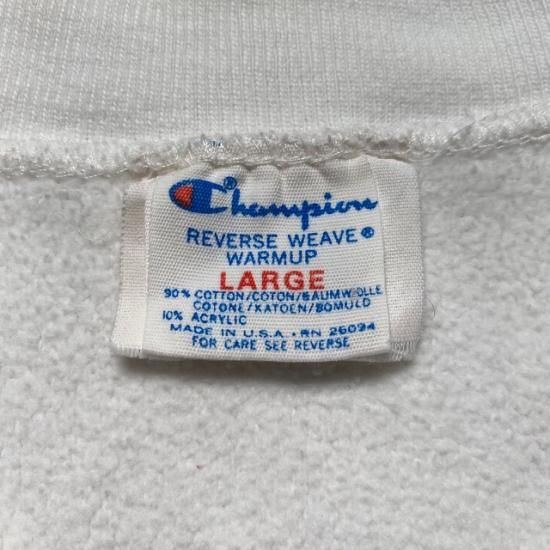 Champion®
REVERSE WEAVE®
WARMUP
LARGE
90% COTTON/COTON/BAUMWOLLE
COTONE/KATOEN/BOMULD
10% ACRYLIC
MADE IN U.S.A. • RN 26094
FOR CARE SEE REVERSE